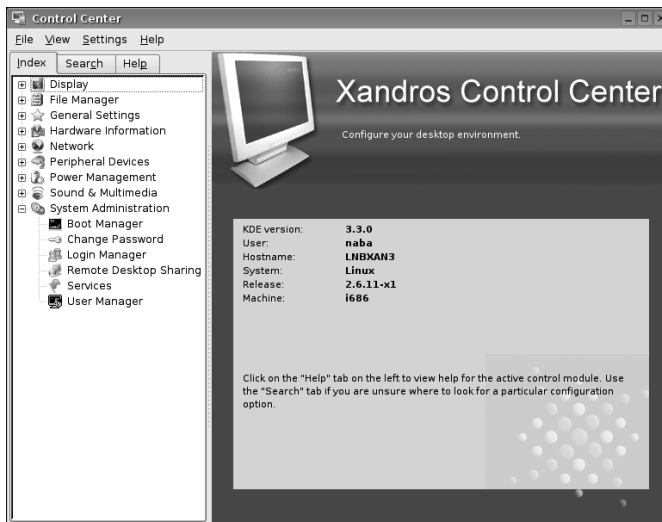 Control Center
File View Settings Help
Index Search Help
Display
File Manager
General Settings
Hardware Information
Network
Peripheral Devices
Power Management
Sound & Multimedia
System Administration
Boot Manager
Change Password
Login Manager
Remote Desktop Sharing
Services
User Manager
Xandros Control Center
Configure your desktop environment.
KDE version: 3.3.0
User: naba
Hostname: LNBXAN3
System: Linux
Release: 2.6.11-x1
Machine: i686
Click on the "Help" tab on the left to view help for the active control module. Use
the "Search" tab if you are unsure where to look for a particular configuration
option.